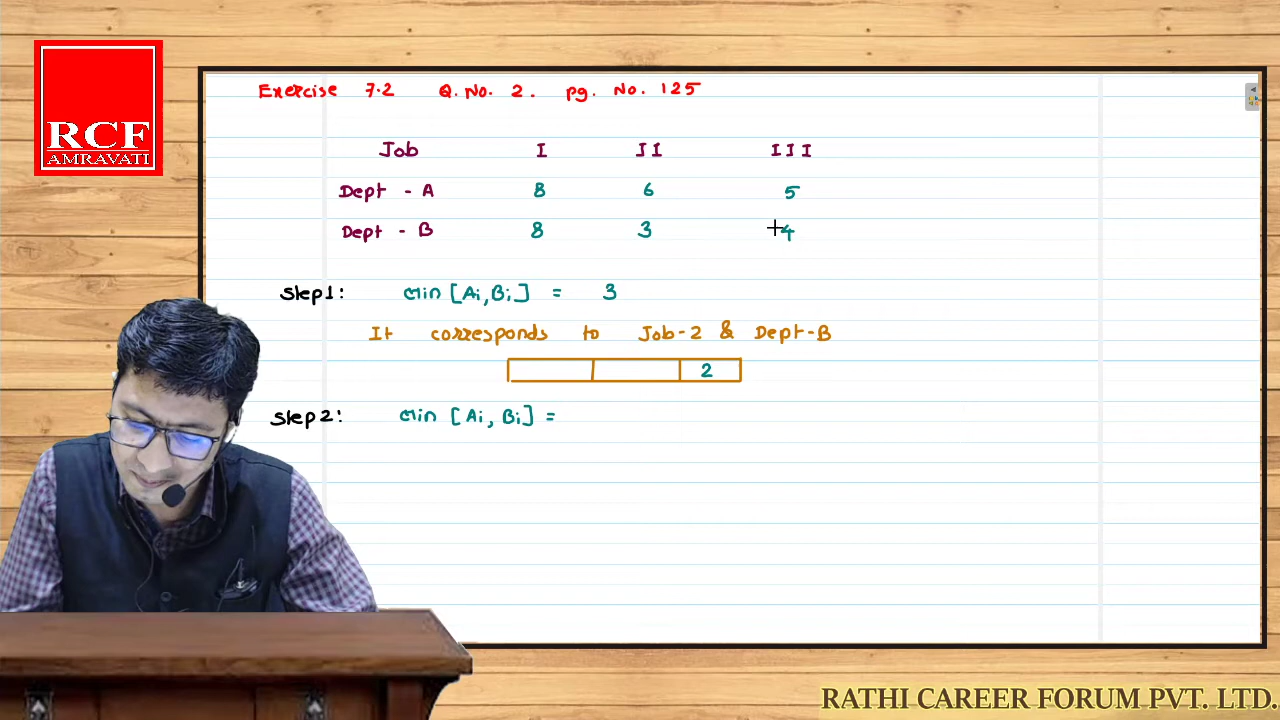 RCF
AMRAVATI
Exercise 7.2 Q. No. 2. pg. No. 125
Job I II III
Dept - A 8 6 5
Dept - B 8 3 4
Step1: Min [Ai, Bi] = 3
It corresponds to Job-2 & Dept-B
2
Step2: Min [Ai, Bi] =
RATHI CAREER FORUM PVT. LTD.